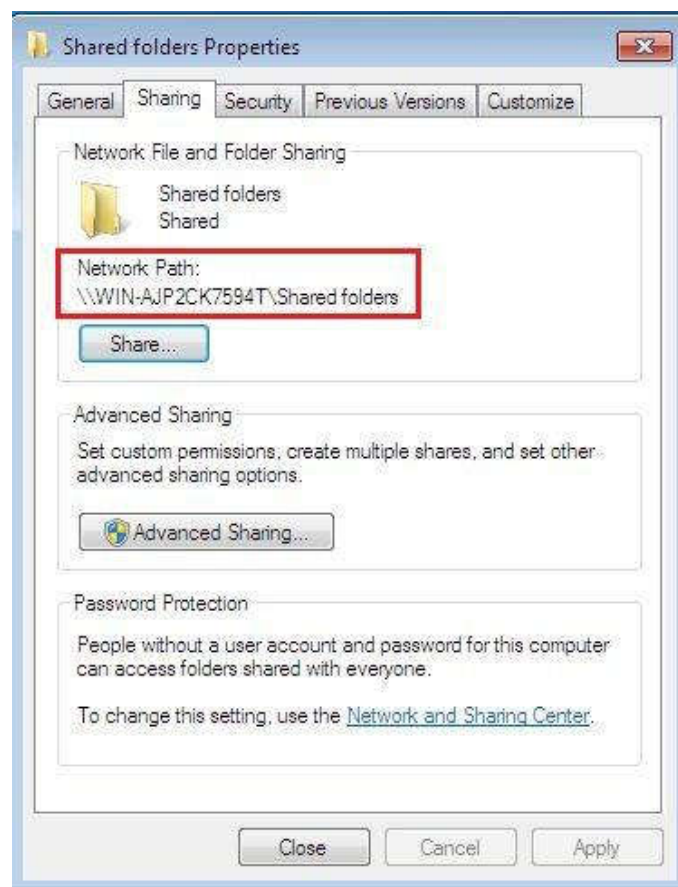 Shared folders Properties
General Sharing Security Previous Versions Customize
Network File and Folder Sharing
Shared folders
Shared
Network Path:
\\WIN-AJP2CK7594T\Shared folders
Share...
Advanced Sharing
Set custom permissions, create multiple shares, and set other
advanced sharing options.
Advanced Sharing...
Password Protection
People without a user account and password for this computer
can access folders shared with everyone.
To change this setting, use the Network and Sharing Center.
Close Cancel Apply